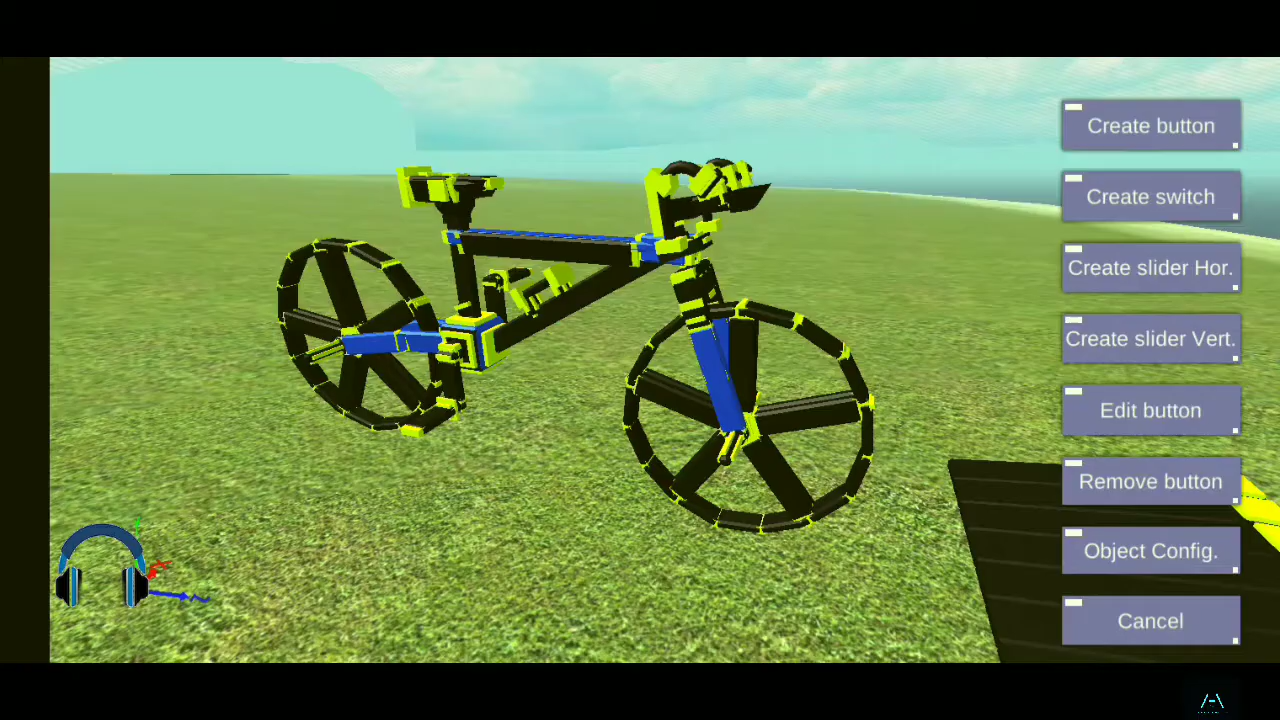 Create button
Create switch
Create slider Hor.
Create slider Vert.
Edit button
Remove button
Object Config.
Cancel